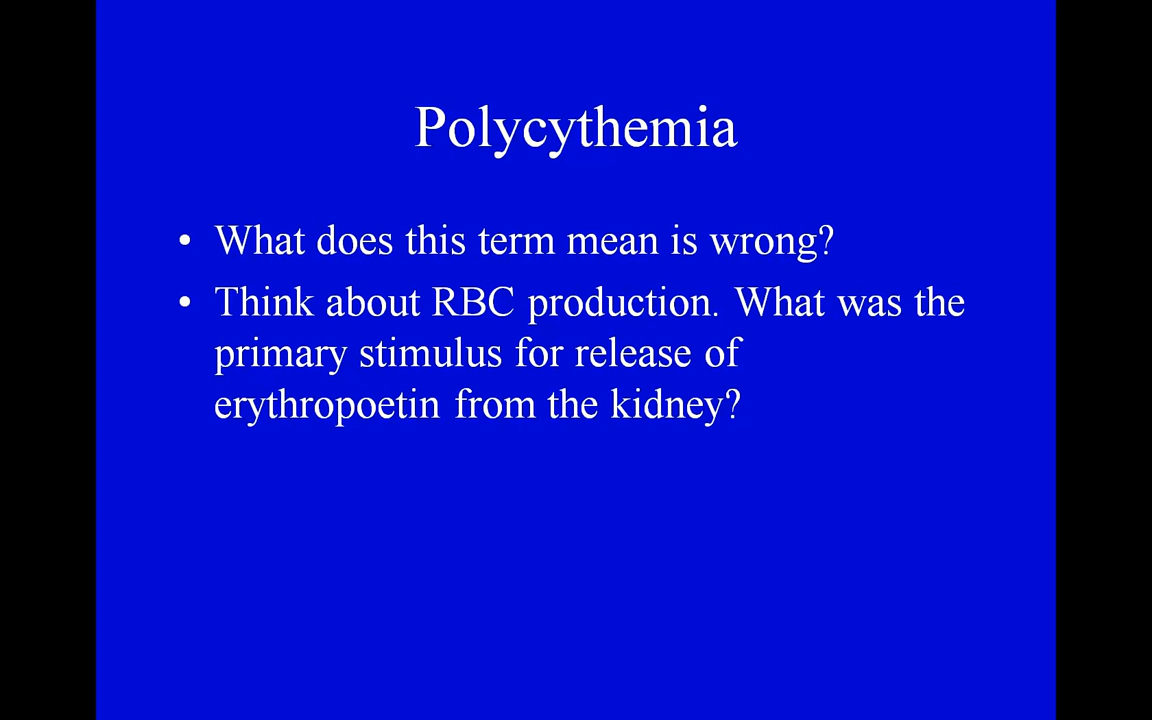 Polycythemia
• What does this term mean is wrong?
• Think about RBC production. What was the
primary stimulus for release of
erythropoetin from the kidney?